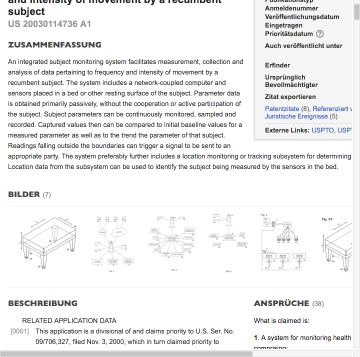 and intensity of movement by a recumbent
subject
US 20030114736 A1
ZUSAMMENFASSUNG
An integrated subject monitoring system facilitates measurement, collection and
analysis of data pertaining to frequency and intensity of movement by a
recumbent subject. The system includes a network-coupled computer and
sensors placed in a bed or other resting surface of the subject. Parameter data
is obtained primarily passively, without the cooperation or active participation of
the subject. Subject parameters can be continuously monitored, sampled and
recorded. Captured values then can be compared to initial baseline values for a
measured parameter as well as to the trend the parameter of that subject.
Readings falling outside the boundaries can trigger a signal to be sent to an
appropriate party. The system preferably further includes a location monitoring or tracking subsystem for determining
Location data from the subsystem can be used to identify the subject being measured by the sensors in the bed.
Publikationstyp
Anmeldenummer
Veröffentlichungsdatum
Eingetragen
Prioritätsdatum ?
Auch veröffentlicht unter
Erfinder
Ursprünglich
Bevollmächtigter
Zitat exportieren
Patentzitate (8), Referenziert v
Juristische Ereignisse (5)
Externe Links: USPTO, USP
BILDER (7)
BESCHREIBUNG
RELATED APPLICATION DATA
[0001] This application is a divisional of and claims priority to U.S. Ser. No.
09/706,327, filed Nov. 3, 2000, which in turn claimed priority to
ANSPRÜCHE (38)
What is claimed is:
1. A system for monitoring health
comprising: